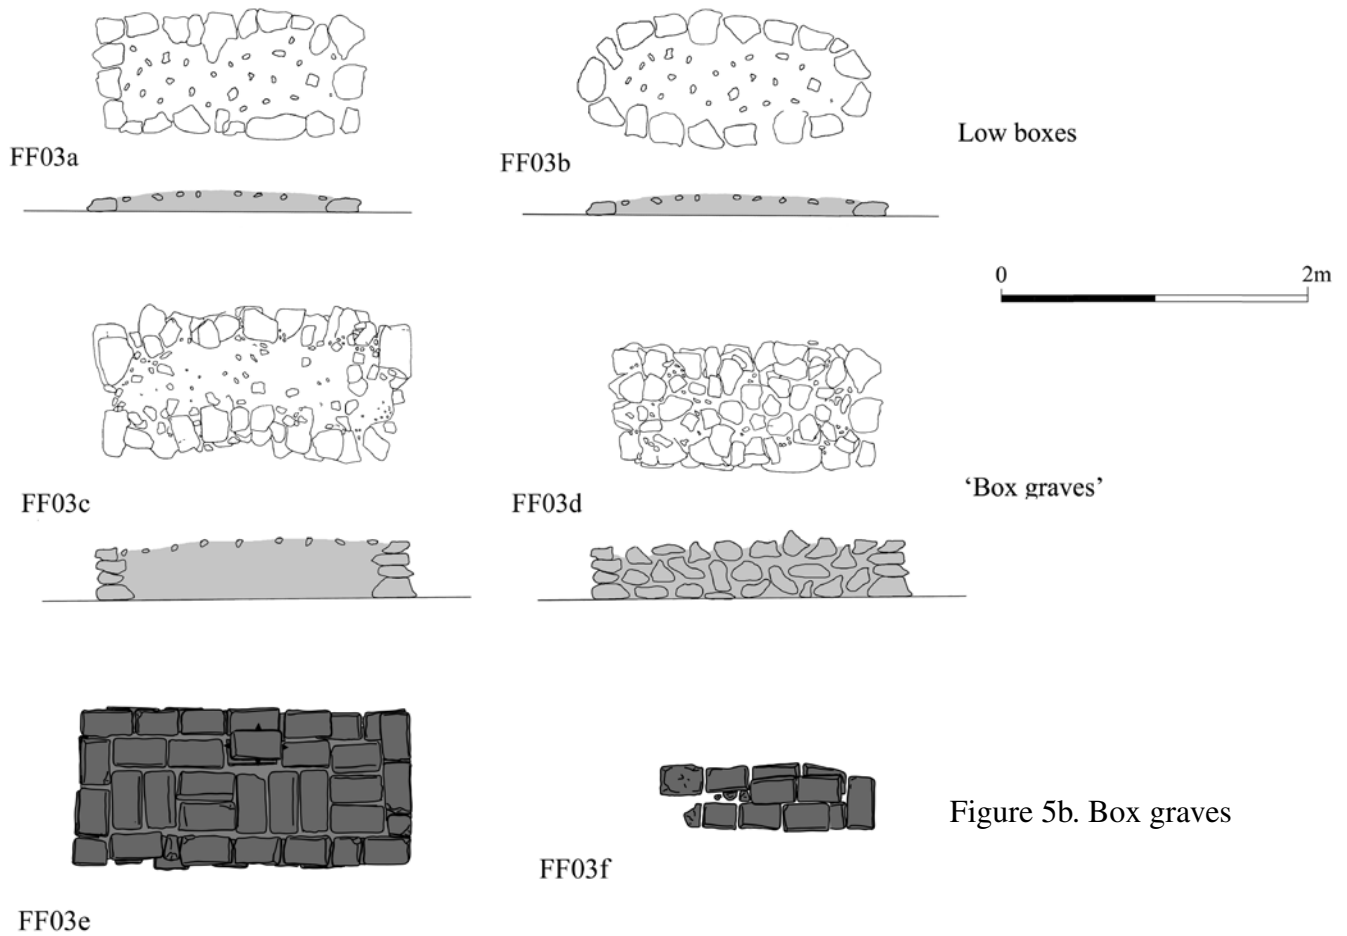 FF03a
FF03b
Low boxes
0 2m
FF03c
FF03d
‘Box graves’
FF03e
FF03f
Figure 5b. Box graves